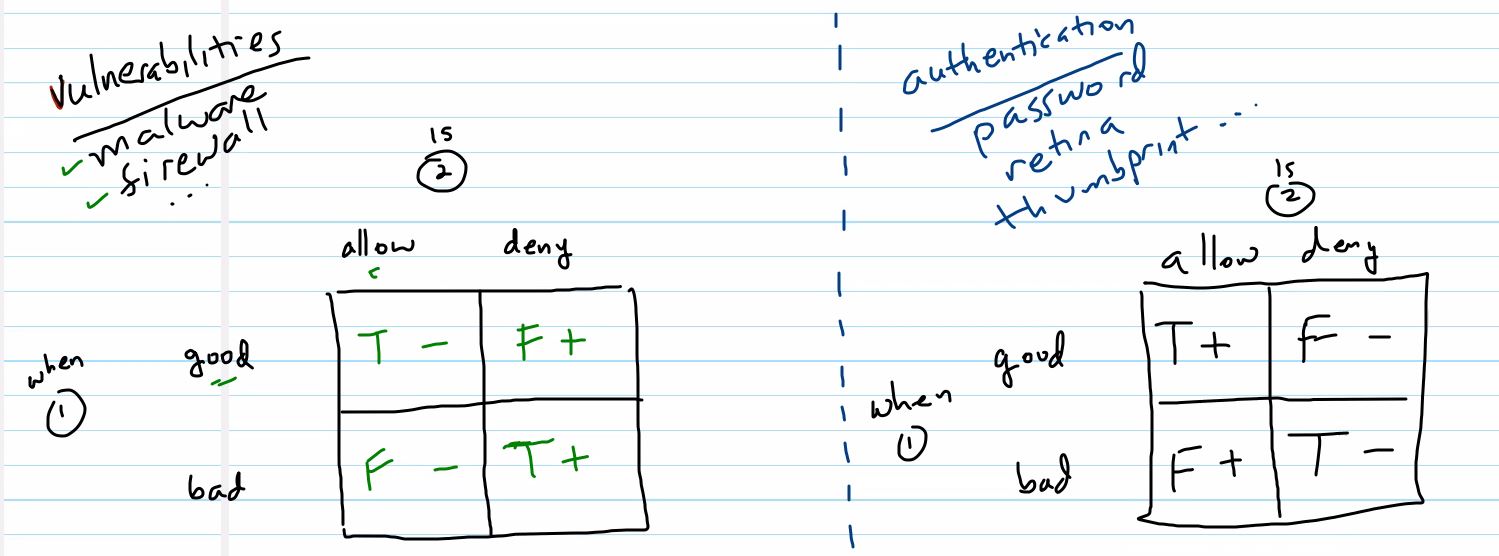 vulnerabilities
malware
firewall
...
is
2
allow deny
when
1
good T - F +
bad F - T +
authentication
password
retina
thumbprint ...
is
2
allow deny
when
1
good T + F -
bad F + T -